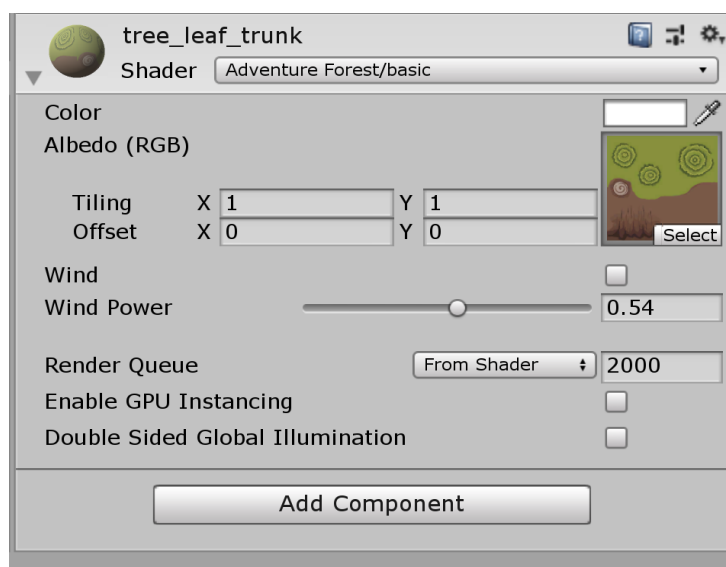 tree_leaf_trunk
Shader Adventure Forest/basic
Color
Albedo (RGB)
Tiling X 1 Y 1
Offset X 0 Y 0
Select
Wind
Wind Power 0.54
Render Queue From Shader 2000
Enable GPU Instancing
Double Sided Global Illumination
Add Component